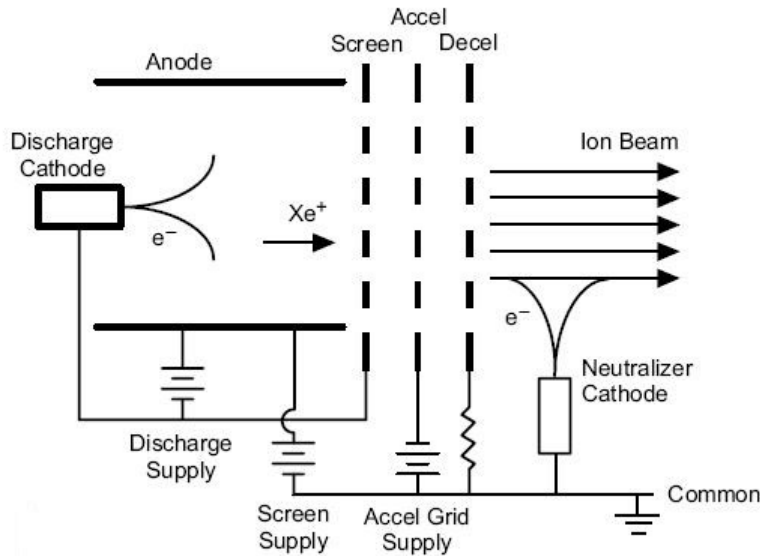 Accel
Screen
Decel
Anode
Discharge
Cathode
Ion Beam
Xe⁺
e⁻
e⁻
Neutralizer
Cathode
Discharge
Supply
Common
Screen
Supply
Accel Grid
Supply